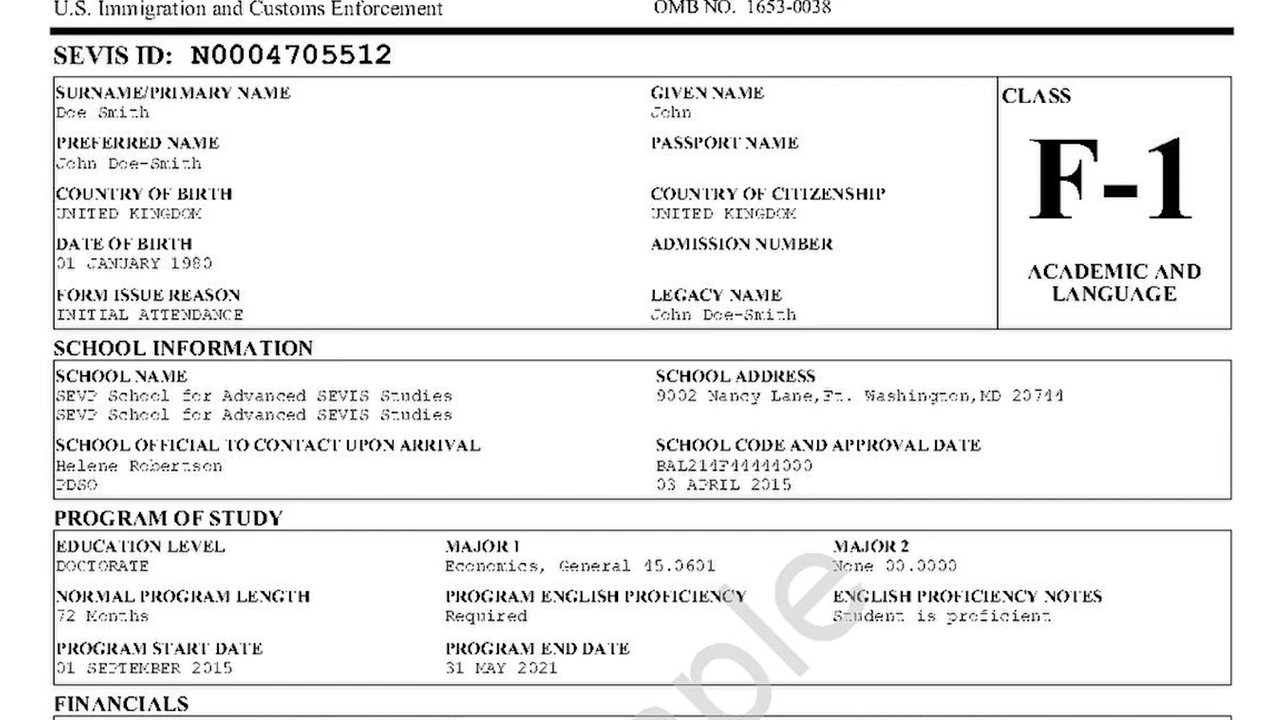 U.S. Immigration and Customs Enforcement OMB NO. 1653-0038
SEVIS ID: N0004705512
SURNAME/PRIMARY NAME GIVEN NAME CLASS
Doe Smith John
PREFERRED NAME PASSPORT NAME
John Doe-Smith
F-1
COUNTRY OF BIRTH COUNTRY OF CITIZENSHIP
UNITED KINGDOM UNITED KINGDOM
DATE OF BIRTH ADMISSION NUMBER
01 JANUARY 1980
ACADEMIC AND
LANGUAGE
FORM ISSUE REASON LEGACY NAME
INITIAL ATTENDANCE John Doe-Smith
SCHOOL INFORMATION
SCHOOL NAME SCHOOL ADDRESS
SEVP School for Advanced SEVIS Studies 9002 Nancy Lane,Ft. Washington,MD 20744
SEVP School for Advanced SEVIS Studies
SCHOOL OFFICIAL TO CONTACT UPON ARRIVAL SCHOOL CODE AND APPROVAL DATE
Helene Robertson BAL214F44444000
PDSO 03 APRIL 2015
PROGRAM OF STUDY
EDUCATION LEVEL MAJOR 1 MAJOR 2
DOCTORATE Economics, General 45.0601 None 00.0000
NORMAL PROGRAM LENGTH PROGRAM ENGLISH PROFICIENCY ENGLISH PROFICIENCY NOTES
72 Months Required Student is proficient
PROGRAM START DATE PROGRAM END DATE
01 SEPTEMBER 2015 31 MAY 2021
ple
FINANCIALS